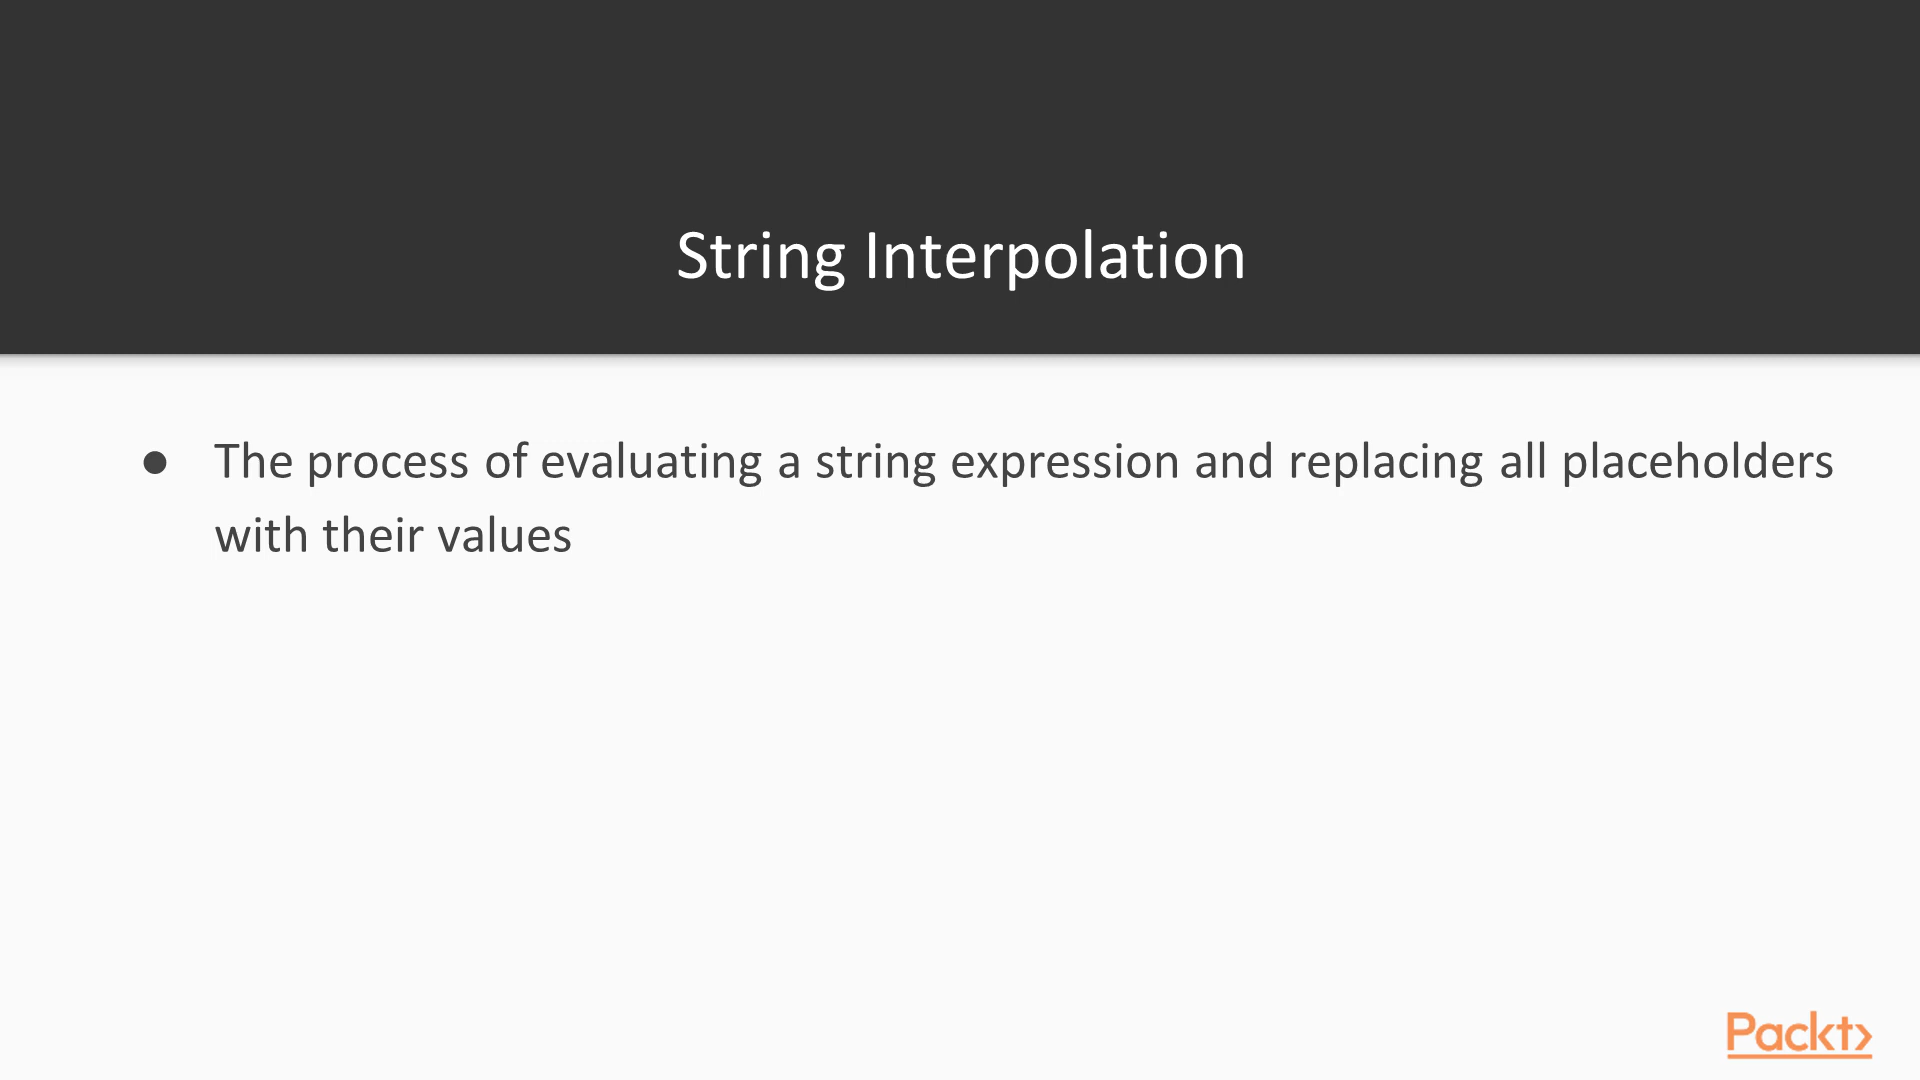 String Interpolation
● The process of evaluating a string expression and replacing all placeholders
with their values
Packt>